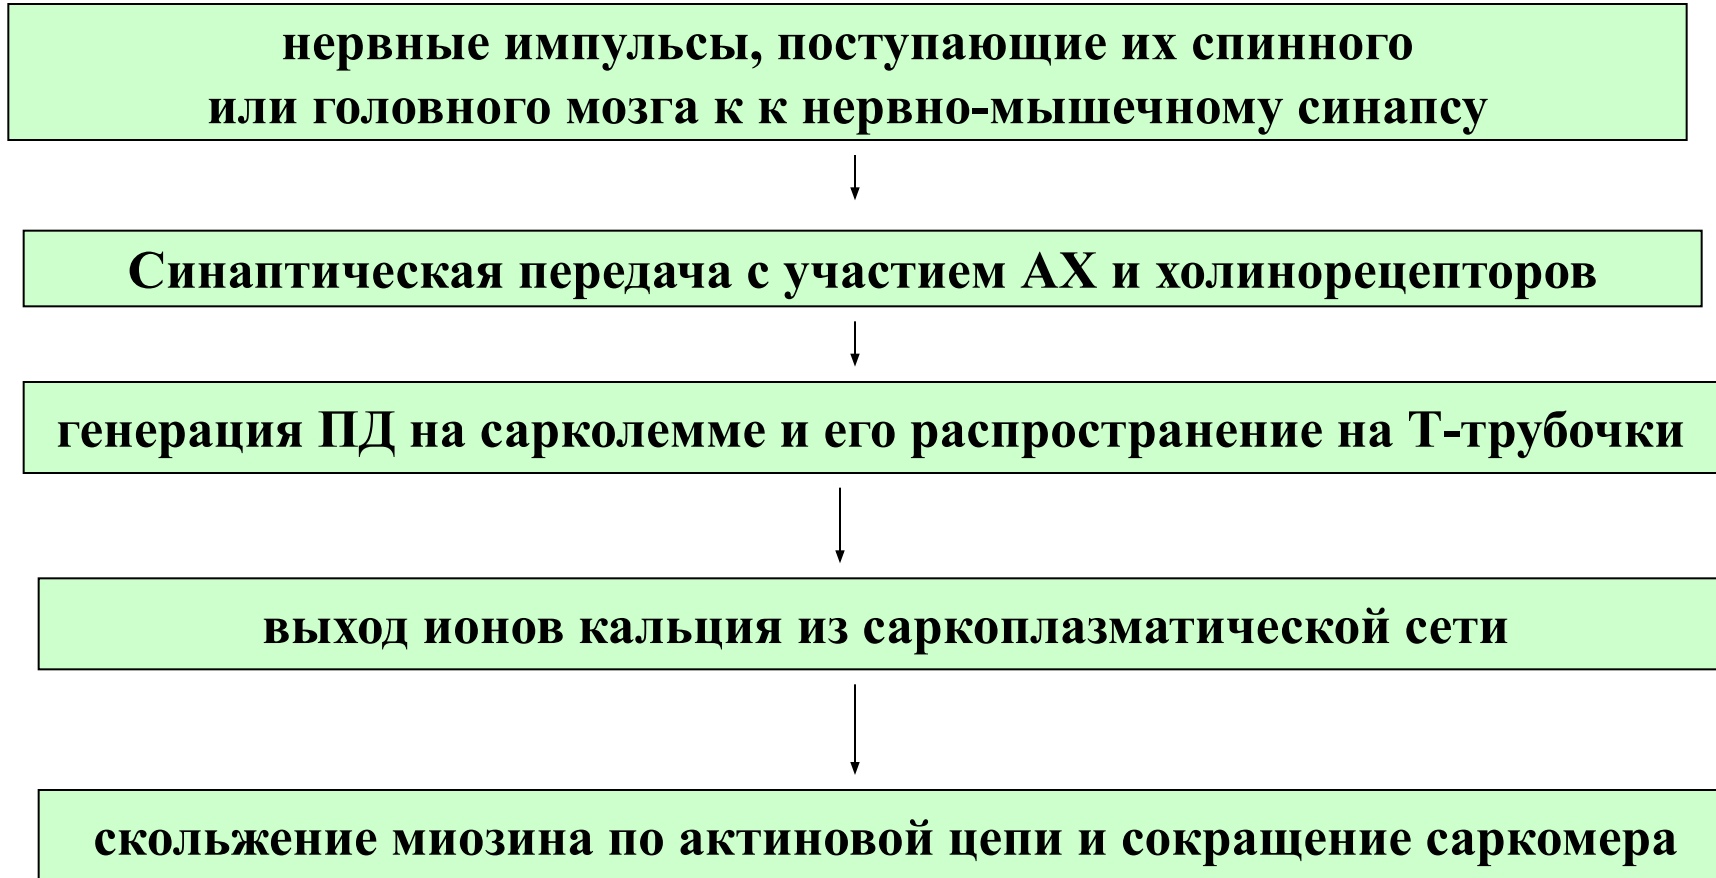 нервные импульсы, поступающие их спинного
или головного мозга к к нервно-мышечному синапсу
Синаптическая передача с участием АХ и холинорецепторов
генерация ПД на сарколемме и его распространение на Т-трубочки
выход ионов кальция из саркоплазматической сети
скольжение миозина по актиновой цепи и сокращение саркомера